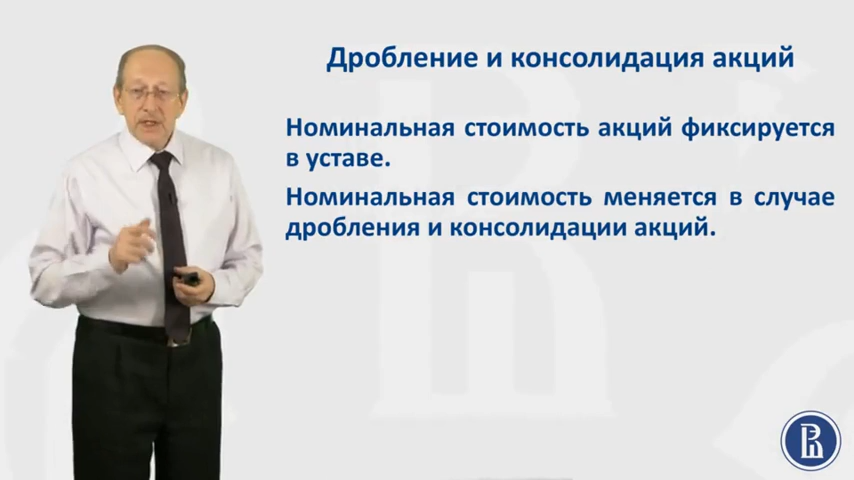 Дробление и консолидация акций
Номинальная стоимость акций фиксируется
в уставе.
Номинальная стоимость меняется в случае
дробления и консолидации акций.